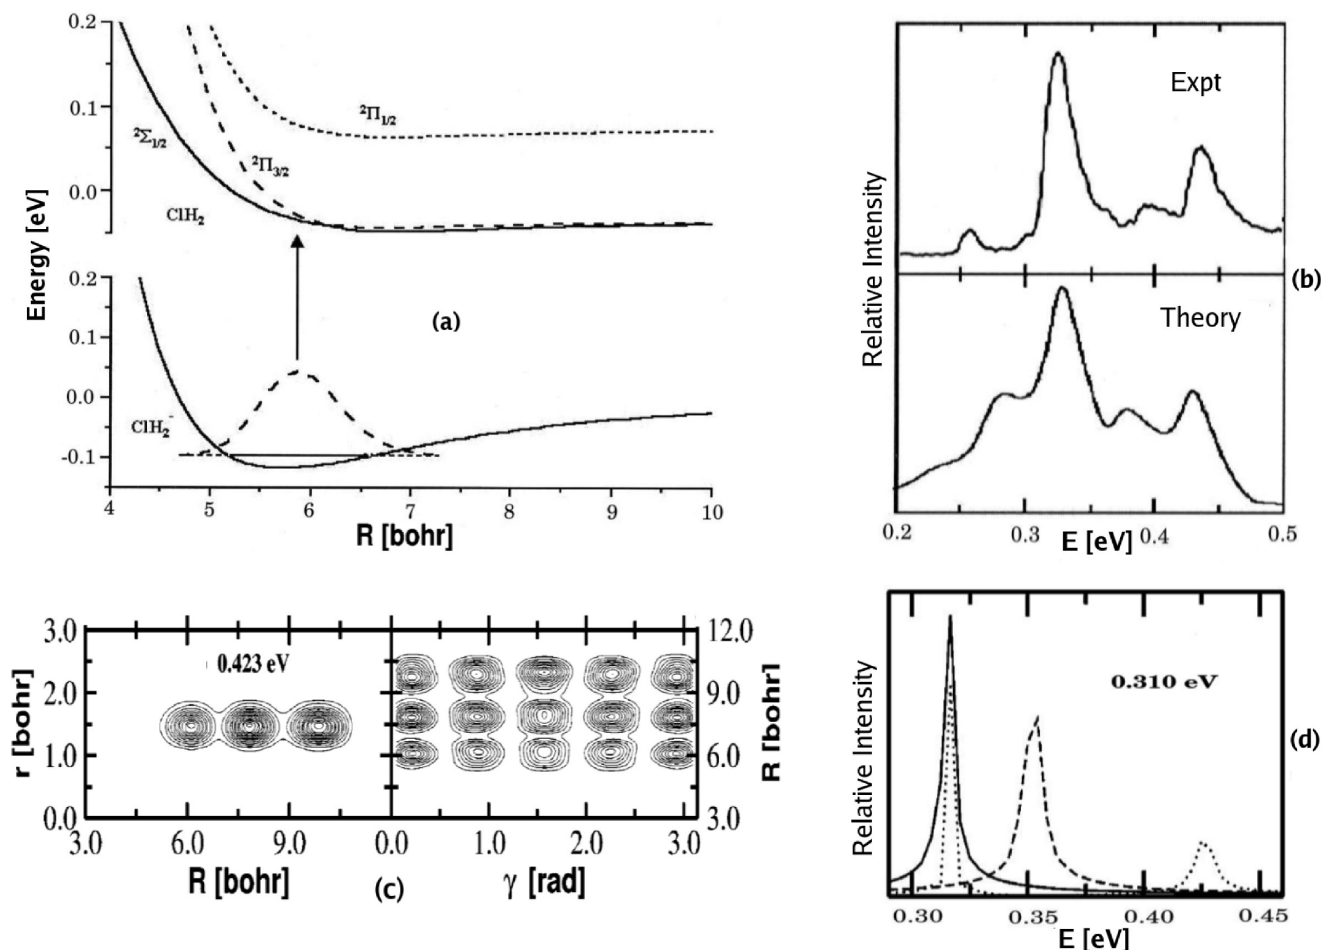 0.2
0.1
0.0
²Π₁/₂
²Σ₁/₂
²Π₃/₂
ClH₂
0.2
0.1
0.0
-0.1
(a)
ClH₂⁻
4 5 6 7 8 9 10
R [bohr]
Energy [eV]
Expt
Theory
Relative Intensity
Relative Intensity
(b)
0.2 0.3 0.4 0.5
E [eV]
3.0
2.0
1.0
0.0
r [bohr]
0.423 eV
12.0
9.0
6.0
3.0
R [bohr]
3.0 6.0 9.0 0.0 1.0 2.0 3.0
R [bohr]
(c)
γ [rad]
Relative Intensity
0.310 eV
(d)
0.30 0.35 0.40 0.45
E [eV]